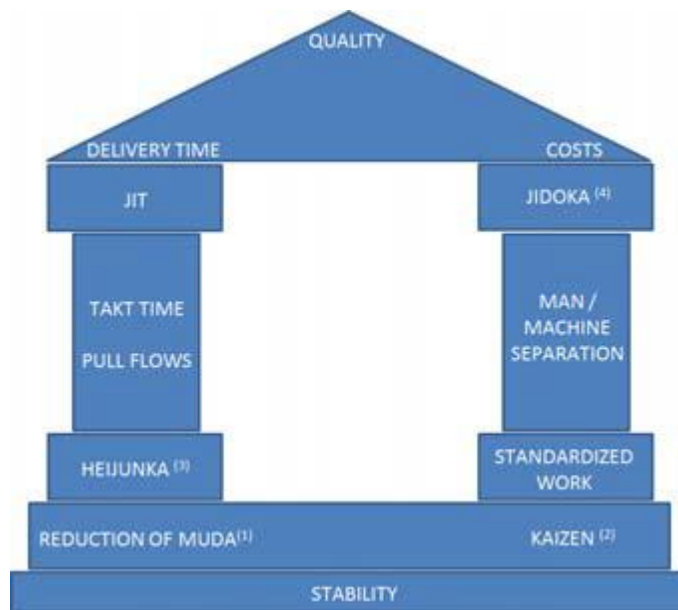 QUALITY
DELIVERY TIME
COSTS
JIT
JIDOKA (4)
TAKT TIME
PULL FLOWS
MAN /
MACHINE
SEPARATION
HEIJUNKA (3)
STANDARDIZED
WORK
REDUCTION OF MUDA(1)
KAIZEN (2)
STABILITY